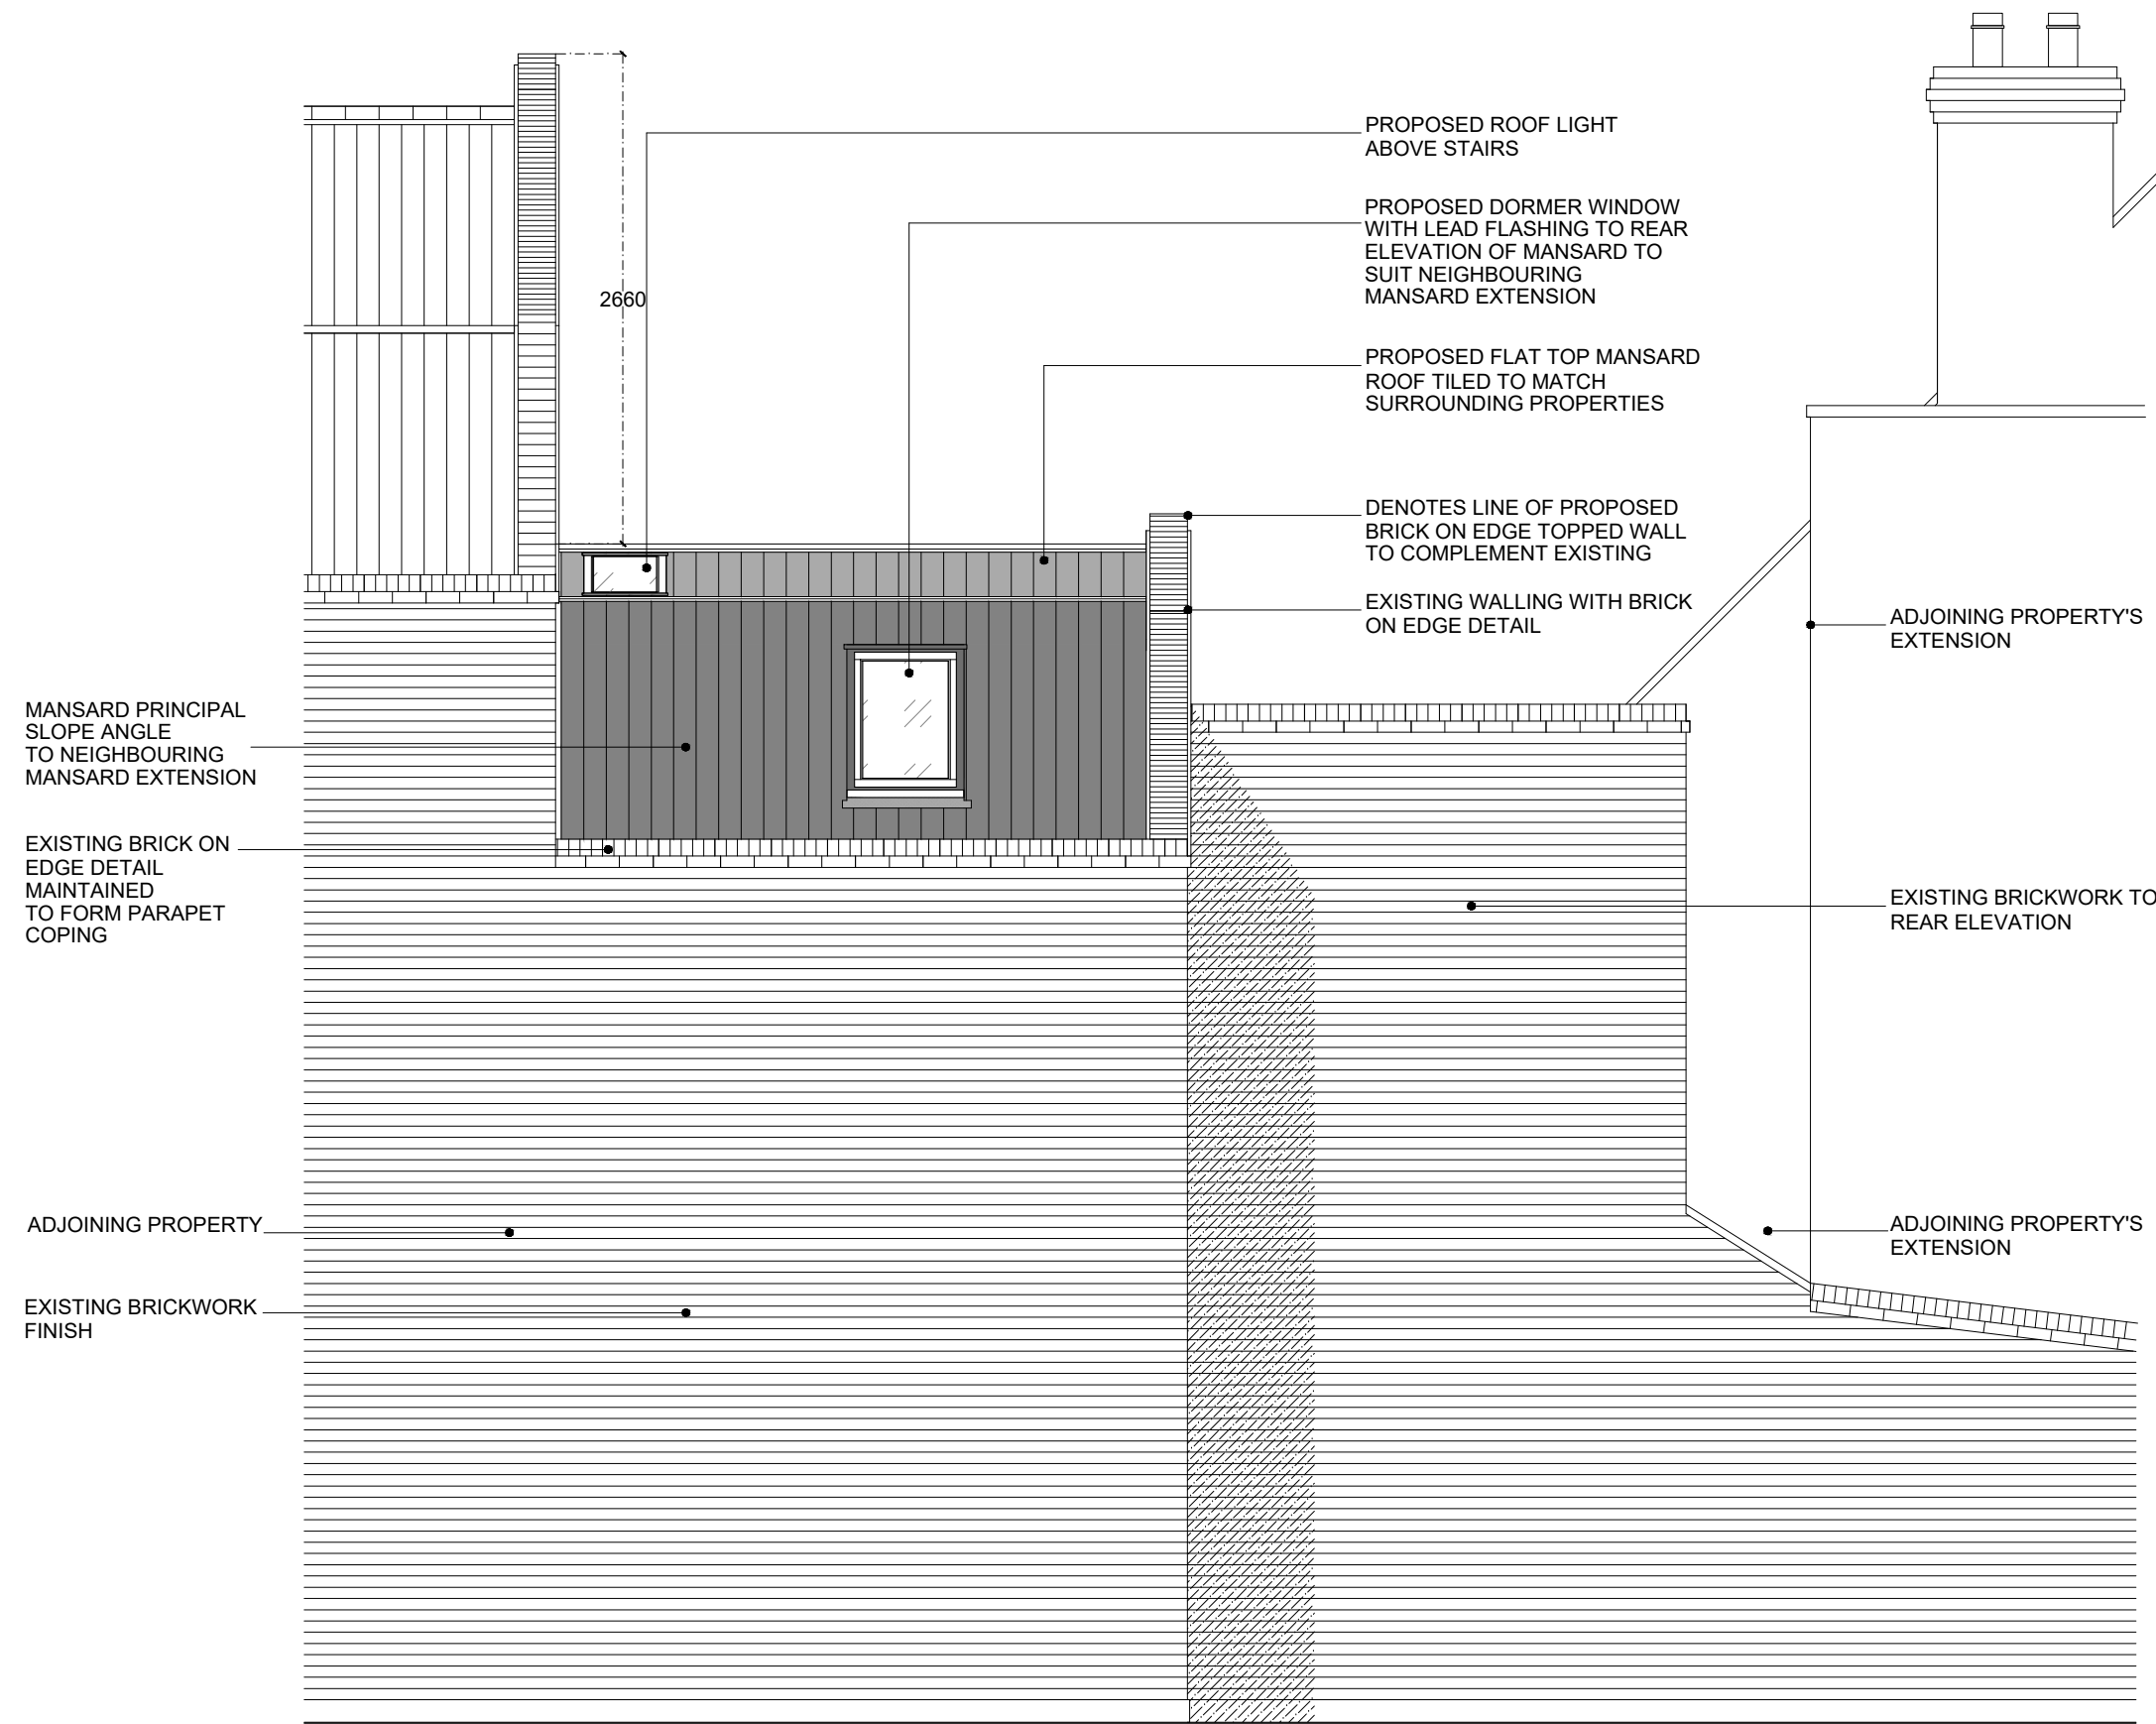 PROPOSED ROOF LIGHT
ABOVE STAIRS
PROPOSED DORMER WINDOW
WITH LEAD FLASHING TO REAR
ELEVATION OF MANSARD TO
SUIT NEIGHBOURING
MANSARD EXTENSION
2660
PROPOSED FLAT TOP MANSARD
ROOF TILED TO MATCH
SURROUNDING PROPERTIES
DENOTES LINE OF PROPOSED
BRICK ON EDGE TOPPED WALL
TO COMPLEMENT EXISTING
EXISTING WALLING WITH BRICK
ON EDGE DETAIL
ADJOINING PROPERTY'S
EXTENSION
MANSARD PRINCIPAL
SLOPE ANGLE
TO NEIGHBOURING
MANSARD EXTENSION
EXISTING BRICK ON
EDGE DETAIL
MAINTAINED
TO FORM PARAPET
COPING
EXISTING BRICKWORK TO
REAR ELEVATION
ADJOINING PROPERTY
ADJOINING PROPERTY'S
EXTENSION
EXISTING BRICKWORK
FINISH